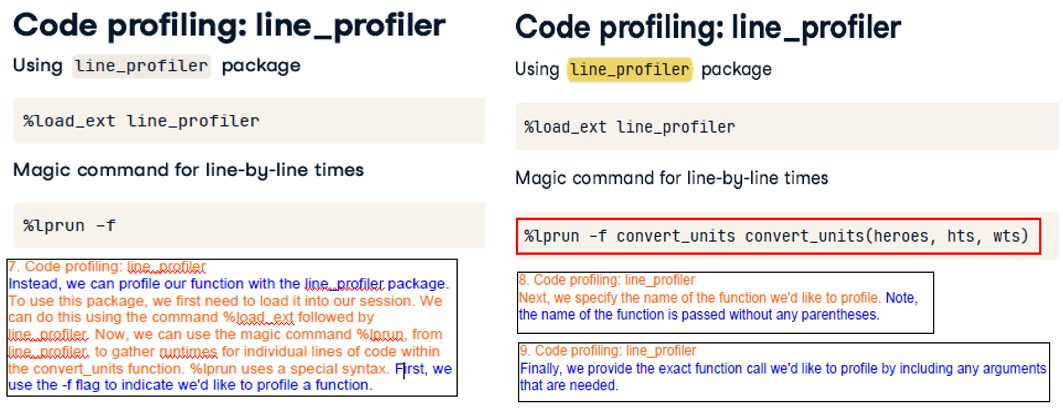 Code profiling: line_profiler
Using line_profiler package
%load_ext line_profiler
Magic command for line-by-line times
%lprun -f
7. Code profiling: line_profiler
Instead, we can profile our function with the line_profiler package.
To use this package, we first need to load it into our session. We
can do this using the command %load_ext followed by
line_profiler. Now, we can use the magic command %lprun, from
line_profiler, to gather runtimes for individual lines of code within
the convert_units function. %lprun uses a special syntax. First, we
use the -f flag to indicate we'd like to profile a function.
Code profiling: line_profiler
Using line_profiler package
%load_ext line_profiler
Magic command for line-by-line times
%lprun -f convert_units convert_units(heroes, hts, wts)
8. Code profiling: line_profiler
Next, we specify the name of the function we'd like to profile. Note,
the name of the function is passed without any parentheses.
9. Code profiling: line_profiler
Finally, we provide the exact function call we'd like to profile by including any arguments
that are needed.